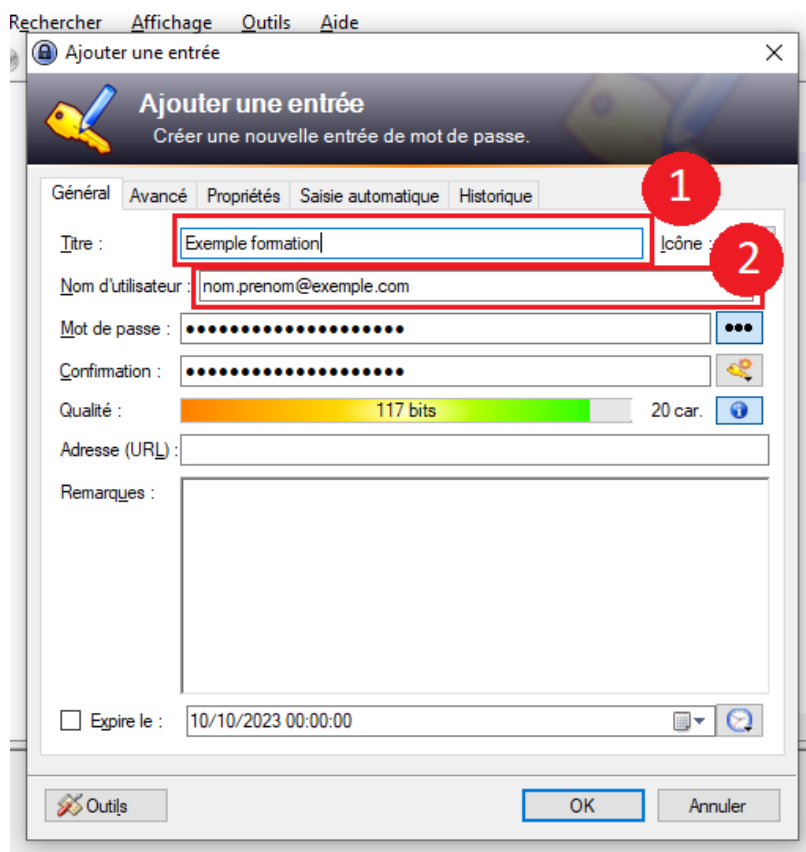 Rechercher Affichage Outils Aide
Ajouter une entrée
Ajouter une entrée
Créer une nouvelle entrée de mot de passe.
Général Avancé Propriétés Saisie automatique Historique
1
Titre : Exemple formation Icône :
2
Nom d'utilisateur : nom.prenom@exemple.com
Mot de passe : ●●●●●●●●●●●●●●●●●●●● ●●●
Confirmation : ●●●●●●●●●●●●●●●●●●●●
Qualité : 117 bits 20 car.
Adresse (URL) :
Remarques :
Expire le : 10/10/2023 00:00:00
Outils OK Annuler